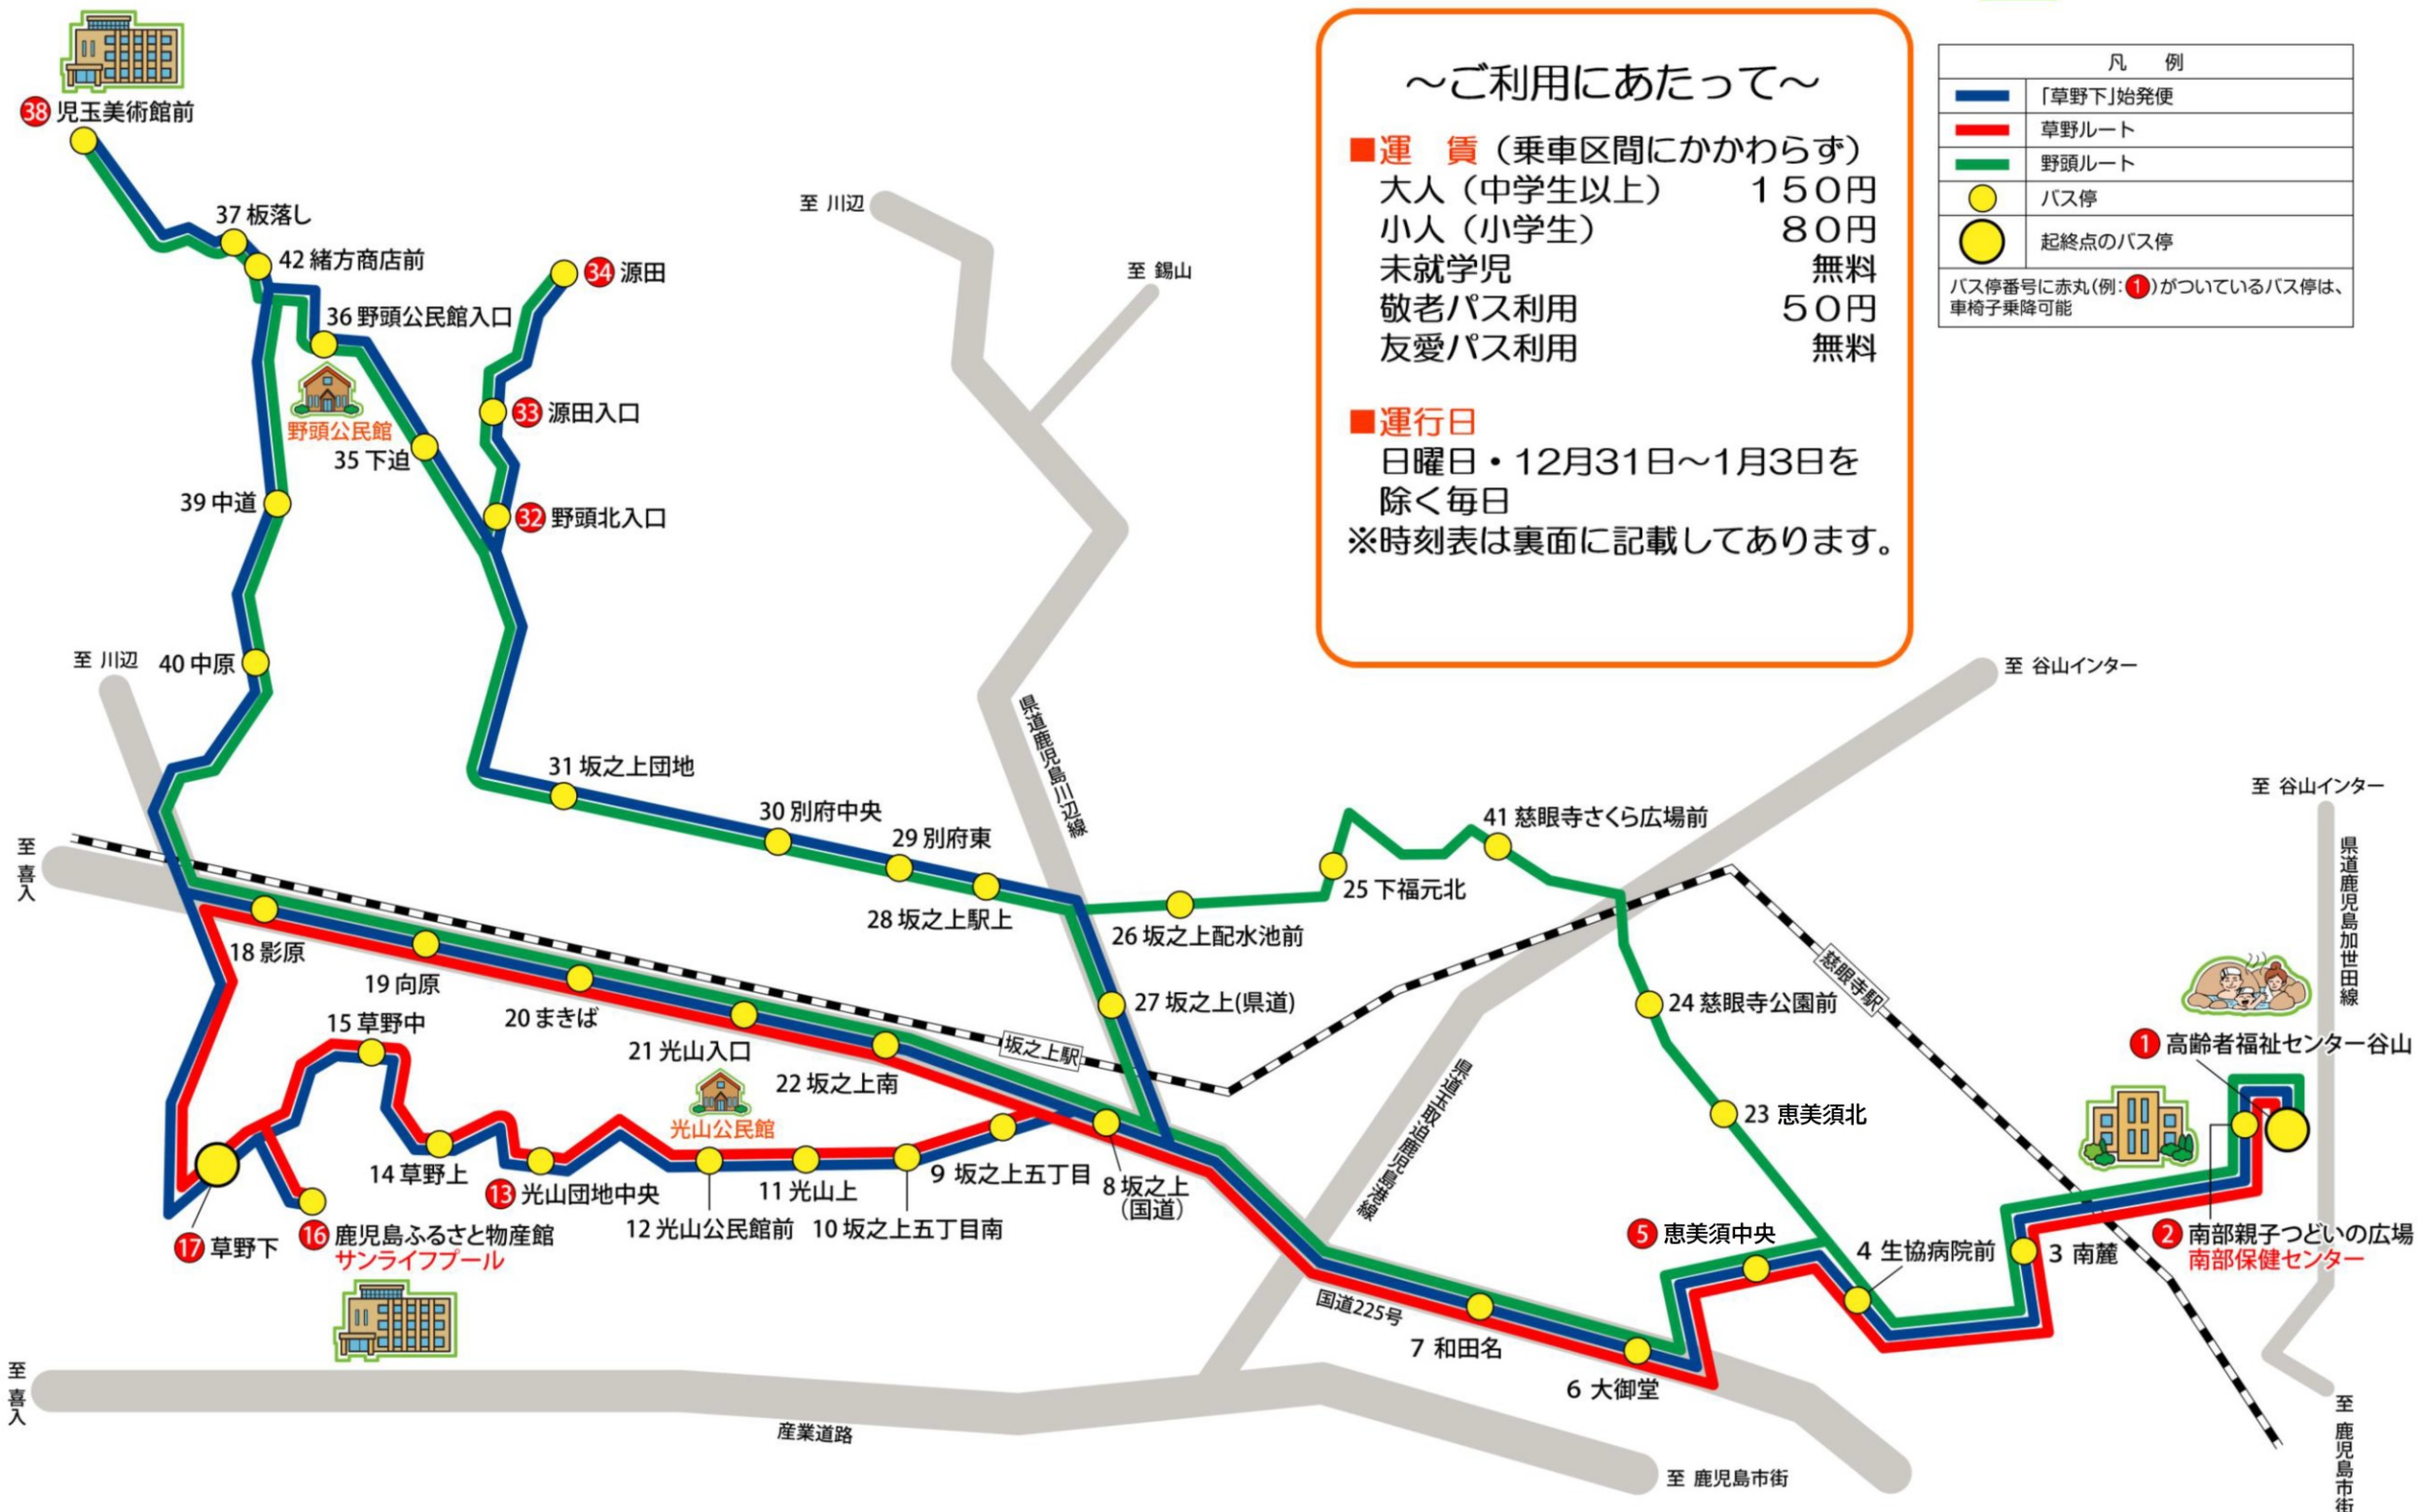 38 児玉美術館前
37 板落し
42 緒方商店前
36 野頭公民館入口
野頭公民館
35 下迫
34 源田
33 源田入口
32 野頭北入口
39 中道
40 中原
至 川辺
至 川辺
至 錫山
～ご利用にあたって～
■運　賃（乗車区間にかかわらず）
大人（中学生以上）　１５０円
小人（小学生）　８０円
未就学児　無料
敬老パス利用　５０円
友愛パス利用　無料
■運行日
日曜日・12月31日～1月3日を
除く毎日
※時刻表は裏面に記載してあります。
凡　例
「草野下」始発便
草野ルート
野頭ルート
バス停
起終点のバス停
バス停番号に赤丸(例:1)がついているバス停は、
車椅子乗降可能
至 谷山インター
至 谷山インター
県道鹿児島川辺線
県道鹿児島加世田線
31 坂之上団地
30 別府中央
29 別府東
28 坂之上駅上
26 坂之上配水池前
25 下福元北
41 慈眼寺さくら広場前
27 坂之上(県道)
24 慈眼寺公園前
23 恵美須北
慈眼寺駅
坂之上駅
県道玉取迫鹿児島港線
至 喜入
18 影原
19 向原
20 まきば
21 光山入口
22 坂之上南
15 草野中
14 草野上
13 光山団地中央
光山公民館
12 光山公民館前
11 光山上
10 坂之上五丁目南
9 坂之上五丁目
8 坂之上
（国道）
17 草野下
16 鹿児島ふるさと物産館
サンライフプール
1 高齢者福祉センター谷山
2 南部親子つどいの広場
南部保健センター
3 南麓
4 生協病院前
5 恵美須中央
6 大御堂
7 和田名
国道225号
至 喜入
産業道路
至 鹿児島市街
至 鹿児島市街